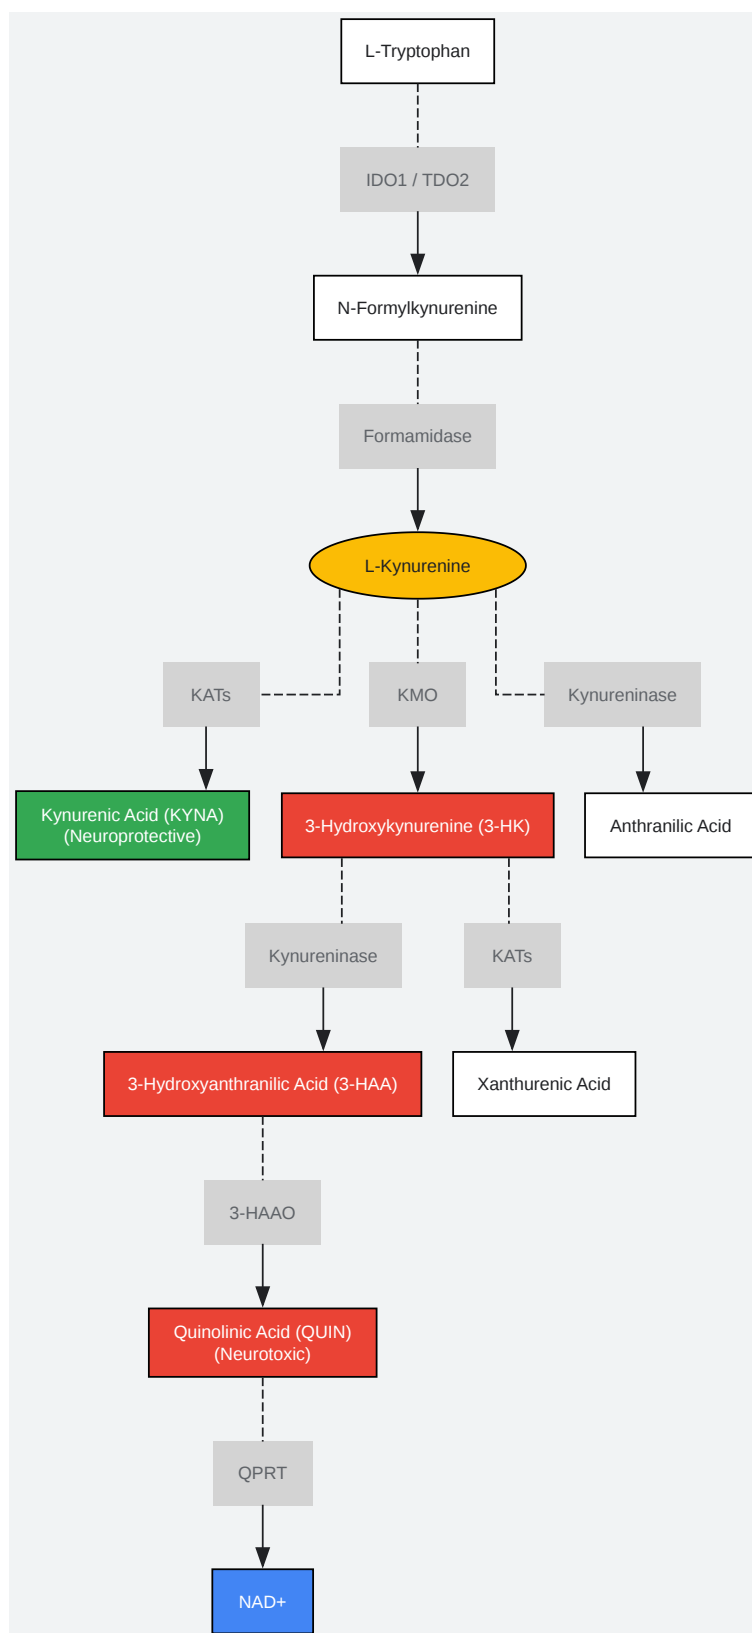 L-Tryptophan
IDO1 / TDO2
N-Formylkynurenine
Formamidase
L-Kynurenine
KATs
KMO
Kynureninase
Kynurenic Acid (KYNA)
(Neuroprotective)
3-Hydroxykynurenine (3-HK)
Anthranilic Acid
Kynureninase
KATs
3-Hydroxyanthranilic Acid (3-HAA)
Xanthurenic Acid
3-HAAO
Quinolinic Acid (QUIN)
(Neurotoxic)
QPRT
NAD+